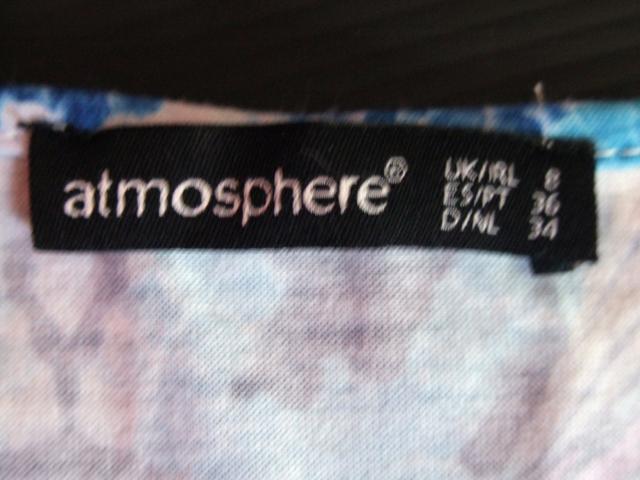 atmosphere®
UK/IRL 8
ES/PT 36
D/NL 34